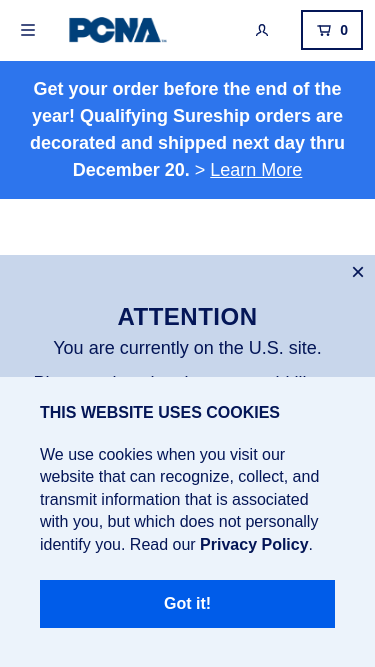 PCNA
0
Get your order before the end of the
year! Qualifying Sureship orders are
decorated and shipped next day thru
December 20. > Learn More
ATTENTION
You are currently on the U.S. site.
THIS WEBSITE USES COOKIES
We use cookies when you visit our
website that can recognize, collect, and
transmit information that is associated
with you, but which does not personally
identify you. Read our Privacy Policy.
Got it!